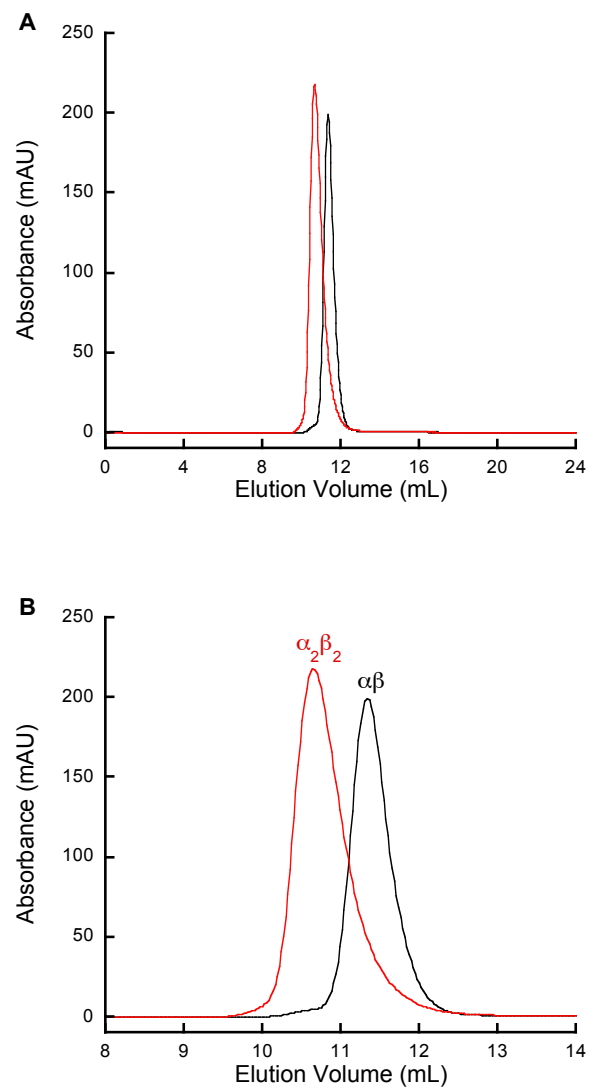 A
250
200
150
100
50
0
Absorbance (mAU)
0 4 8 12 16 20 24
Elution Volume (mL)
B
250
200
150
100
50
0
Absorbance (mAU)
α₂β₂
αβ
8 9 10 11 12 13 14
Elution Volume (mL)